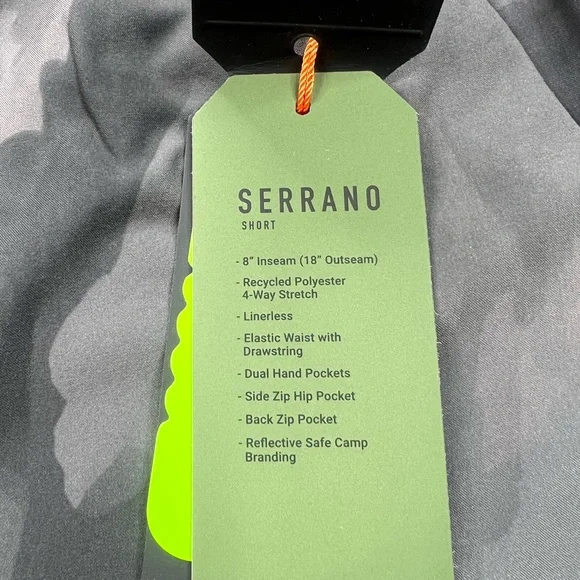 SERRANO
SHORT
- 8" Inseam (18" Outseam)
- Recycled Polyester
4-Way Stretch
- Linerless
- Elastic Waist with
Drawstring
- Dual Hand Pockets
- Side Zip Hip Pocket
- Back Zip Pocket
- Reflective Safe Camp
Branding